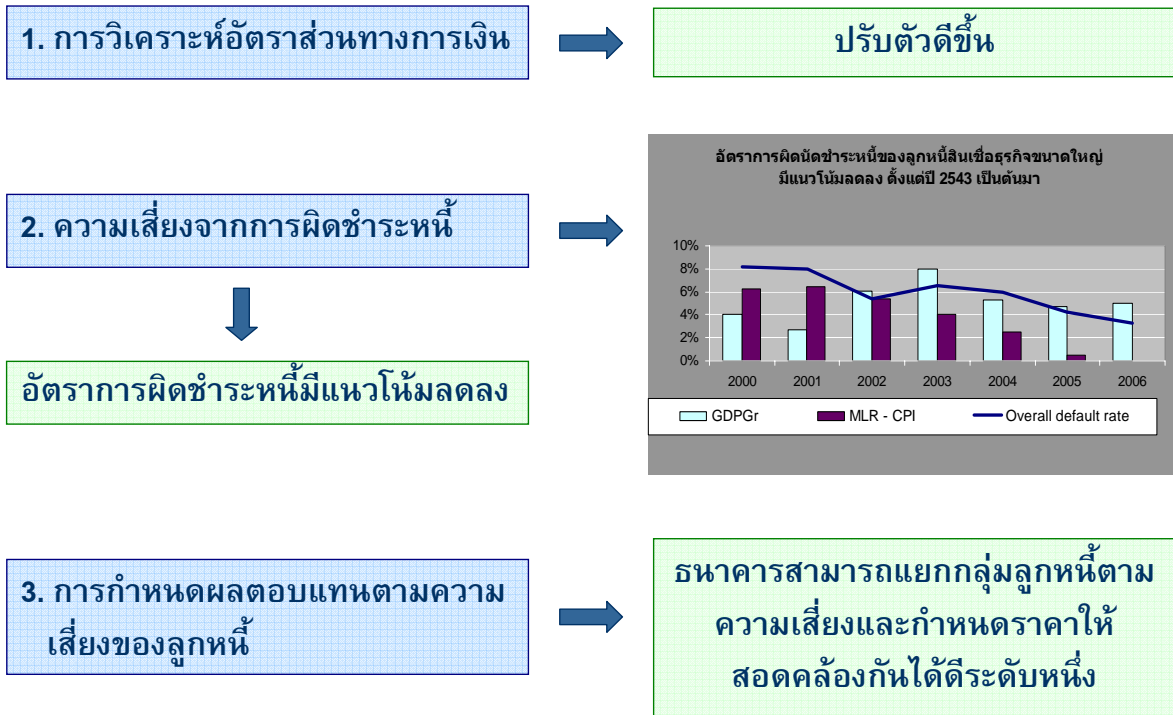 1. การวิเคราะห์อัตราส่วนทางการเงิน
ปรับตัวดีขึ้น
2. ความเสี่ยงจากการผิดชำระหนี้
อัตราการผิดนัดชำระหนี้ของลูกหนี้สินเชื่อธุรกิจขนาดใหญ่
มีแนวโน้มลดลง ตั้งแต่ปี 2543 เป็นต้นมา
10%
8%
6%
4%
2%
0%
2000 2001 2002 2003 2004 2005 2006
GDPGr MLR - CPI Overall default rate
อัตราการผิดชำระหนี้มีแนวโน้มลดลง
3. การกำหนดผลตอบแทนตามความ
เสี่ยงของลูกหนี้
ธนาคารสามารถแยกกลุ่มลูกหนี้ตาม
ความเสี่ยงและกำหนดราคาให้
สอดคล้องกันได้ดีระดับหนึ่ง